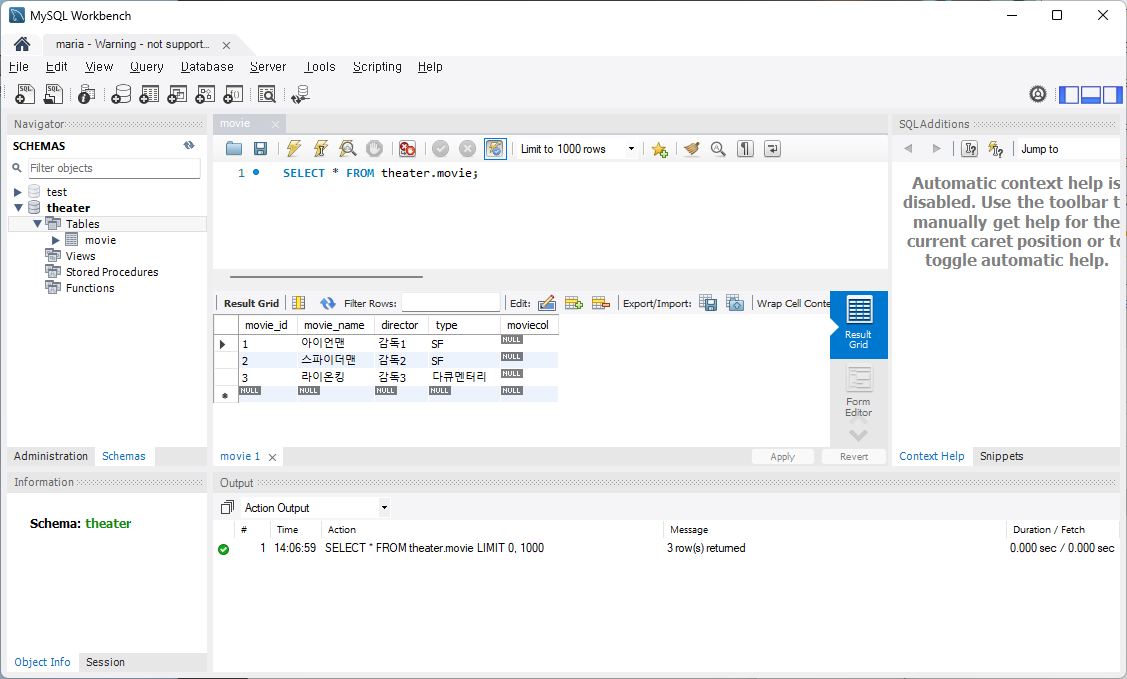 MySQL Workbench
maria - Warning - not support...
File Edit View Query Database Server Tools Scripting Help
Navigator
SCHEMAS
Filter objects
test
theater
Tables
movie
Views
Stored Procedures
Functions
Administration Schemas
Information
Schema: theater
Object Info Session
movie
Limit to 1000 rows
1 SELECT * FROM theater.movie;
Result Grid Filter Rows: Edit: Export/Import: Wrap Cell Conte
movie_id movie_name director type moviecol
1 아이언맨 감독1 SF NULL
2 스파이더맨 감독2 SF NULL
3 라이온킹 감독3 다큐멘터리 NULL
NULL NULL NULL NULL NULL
Result
Grid
Form
Editor
movie 1
Apply Revert
SQLAdditions
Jump to
Automatic context help is
disabled. Use the toolbar t
manually get help for the
current caret position or to
toggle automatic help.
Context Help Snippets
Output
Action Output
# Time Action Message Duration / Fetch
1 14:06:59 SELECT * FROM theater.movie LIMIT 0, 1000 3 row(s) returned 0.000 sec / 0.000 sec